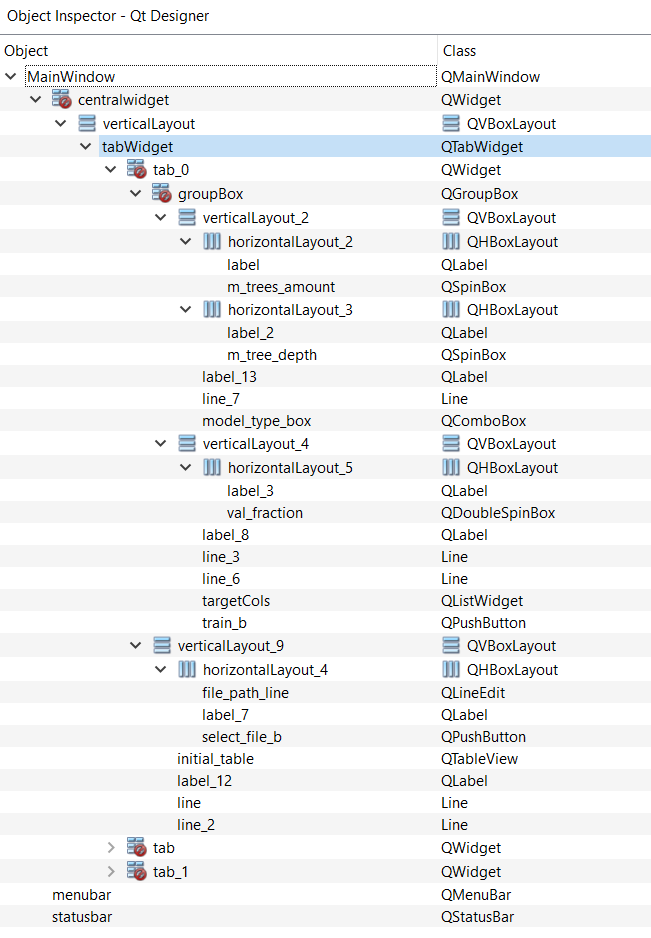 Object Inspector - Qt Designer
Object Class
MainWindow QMainWindow
centralwidget QWidget
verticalLayout QVBoxLayout
tabWidget QTabWidget
tab_0 QWidget
groupBox QGroupBox
verticalLayout_2 QVBoxLayout
horizontalLayout_2 QHBoxLayout
label QLabel
m_trees_amount QSpinBox
horizontalLayout_3 QHBoxLayout
label_2 QLabel
m_tree_depth QSpinBox
label_13 QLabel
line_7 Line
model_type_box QComboBox
verticalLayout_4 QVBoxLayout
horizontalLayout_5 QHBoxLayout
label_3 QLabel
val_fraction QDoubleSpinBox
label_8 QLabel
line_3 Line
line_6 Line
targetCols QListWidget
train_b QPushButton
verticalLayout_9 QVBoxLayout
horizontalLayout_4 QHBoxLayout
file_path_line QLineEdit
label_7 QLabel
select_file_b QPushButton
initial_table QTableView
label_12 QLabel
line Line
line_2 Line
tab QWidget
tab_1 QWidget
menubar QMenuBar
statusbar QStatusBar